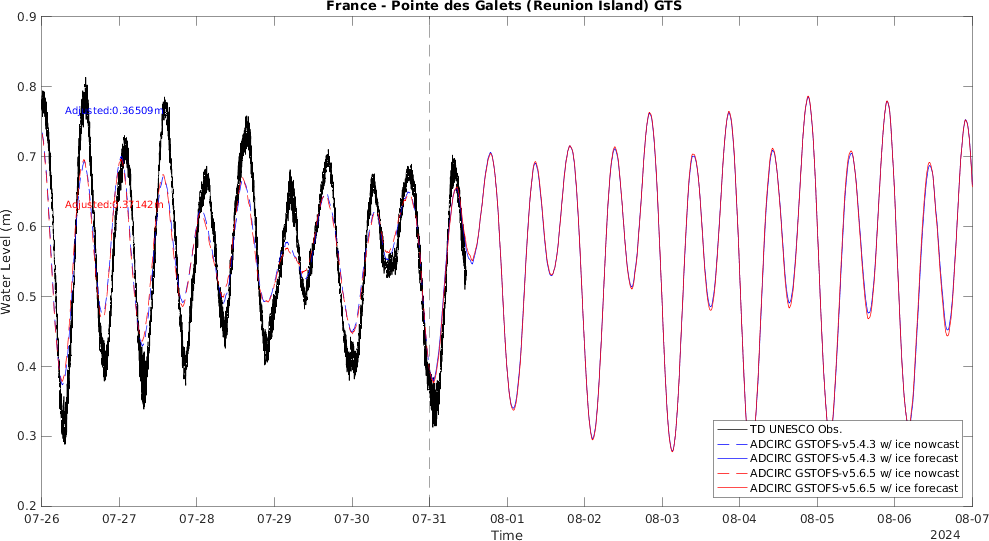 France - Pointe des Galets (Reunion Island) GTS
0.9
0.8
0.7
0.6
0.5
0.4
0.3
0.2
Water Level (m)
Adjusted:0.36509m
Adjusted:0.37142m
TD UNESCO Obs.
ADCIRC GSTOFS-v5.4.3 w/ ice nowcast
ADCIRC GSTOFS-v5.4.3 w/ ice forecast
ADCIRC GSTOFS-v5.6.5 w/ ice nowcast
ADCIRC GSTOFS-v5.6.5 w/ ice forecast
07-26 07-27 07-28 07-29 07-30 07-31 08-01 08-02 08-03 08-04 08-05 08-06 08-07
Time
2024